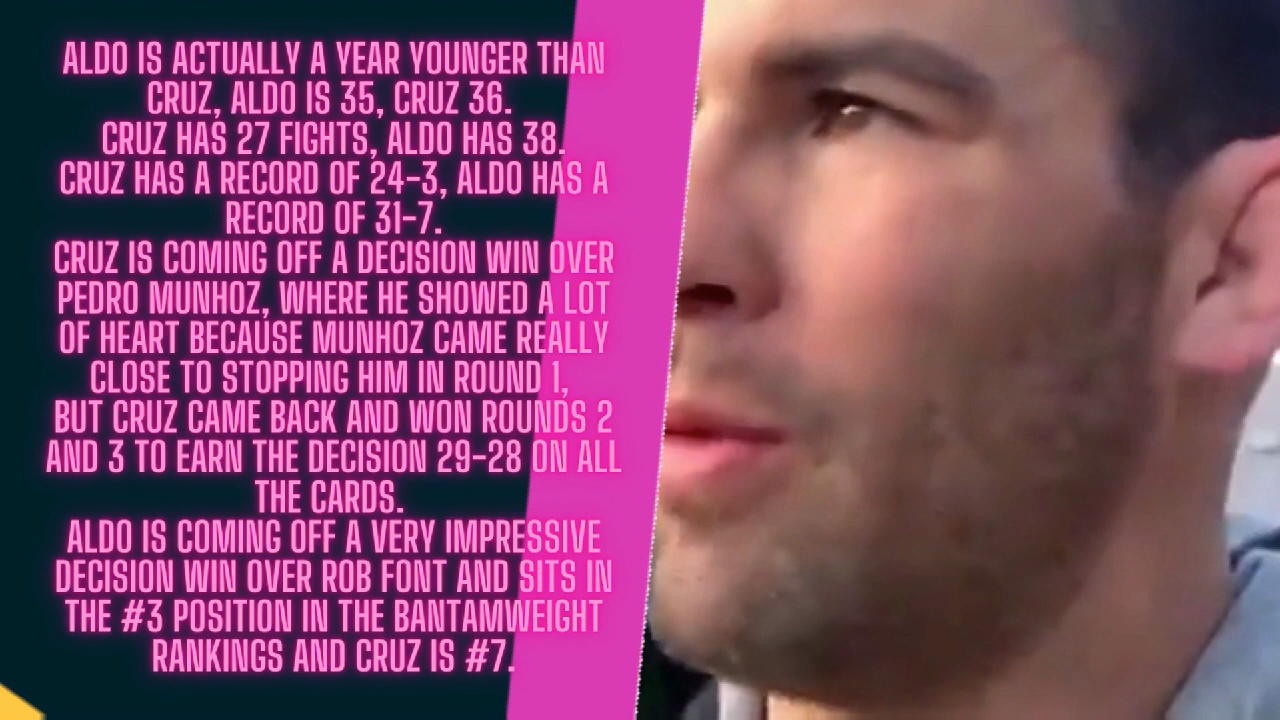 ALDO IS ACTUALLY A YEAR YOUNGER THAN
CRUZ, ALDO IS 35, CRUZ 36.
CRUZ HAS 27 FIGHTS, ALDO HAS 38.
CRUZ HAS A RECORD OF 24-3, ALDO HAS A
RECORD OF 31-7.
CRUZ IS COMING OFF A DECISION WIN OVER
PEDRO MUNHOZ, WHERE HE SHOWED A LOT
OF HEART BECAUSE MUNHOZ CAME REALLY
CLOSE TO STOPPING HIM IN ROUND 1,
BUT CRUZ CAME BACK AND WON ROUNDS 2
AND 3 TO EARN THE DECISION 29-28 ON ALL
THE CARDS.
ALDO IS COMING OFF A VERY IMPRESSIVE
DECISION WIN OVER ROB FONT AND SITS IN
THE #3 POSITION IN THE BANTAMWEIGHT
RANKINGS AND CRUZ IS #7.